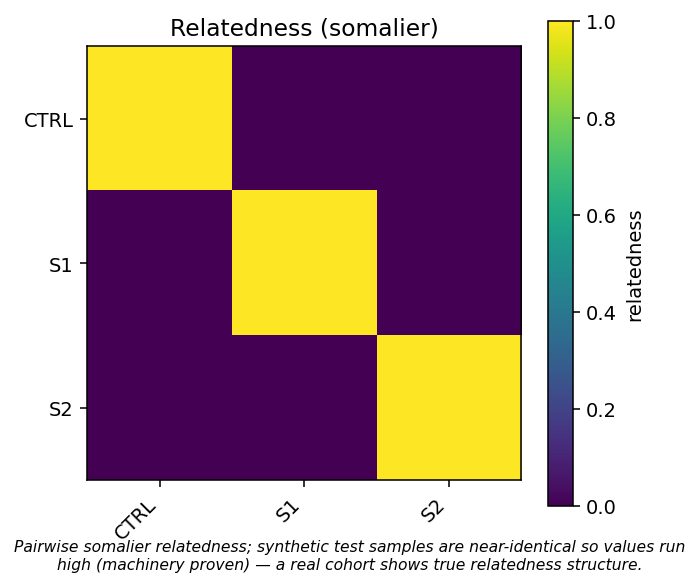 Relatedness (somalier)
CTRL
S1
S2
CTRL
S1
S2
1.0
0.8
0.6
0.4
0.2
0.0
relatedness
Pairwise somalier relatedness; synthetic test samples are near-identical so values run
high (machinery proven) — a real cohort shows true relatedness structure.